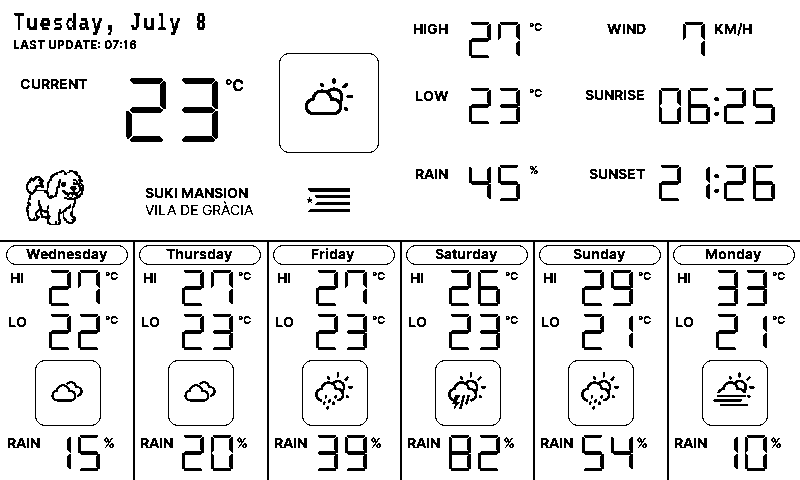 Tuesday, July 8
LAST UPDATE: 07:16
CURRENT 23 °C
SUKI MANSION
VILA DE GRÀCIA
HIGH 27 °C
LOW 23 °C
RAIN 45 %
WIND 7 KM/H
SUNRISE 06:25
SUNSET 21:26
Wednesday
HI 27 °C
LO 22 °C
RAIN 15 %
Thursday
HI 27 °C
LO 23 °C
RAIN 20 %
Friday
HI 27 °C
LO 23 °C
RAIN 39 %
Saturday
HI 26 °C
LO 23 °C
RAIN 82 %
Sunday
HI 29 °C
LO 21 °C
RAIN 54 %
Monday
HI 33 °C
LO 21 °C
RAIN 10 %